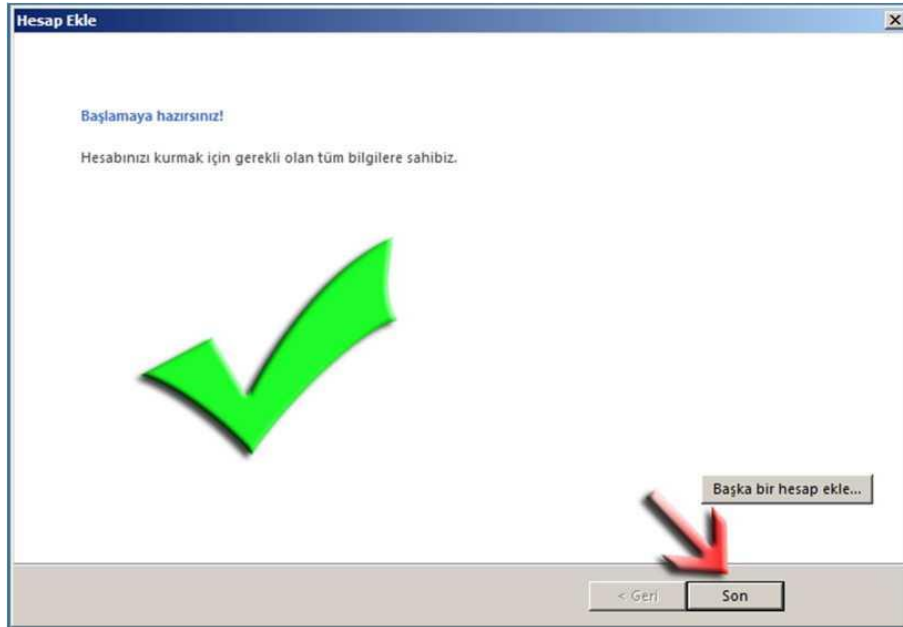 Hesap Ekle
Başlamaya hazırsınız!
Hesabınızı kurmak için gerekli olan tüm bilgilere sahibiz.
Başka bir hesap ekle...
< Geri
Son